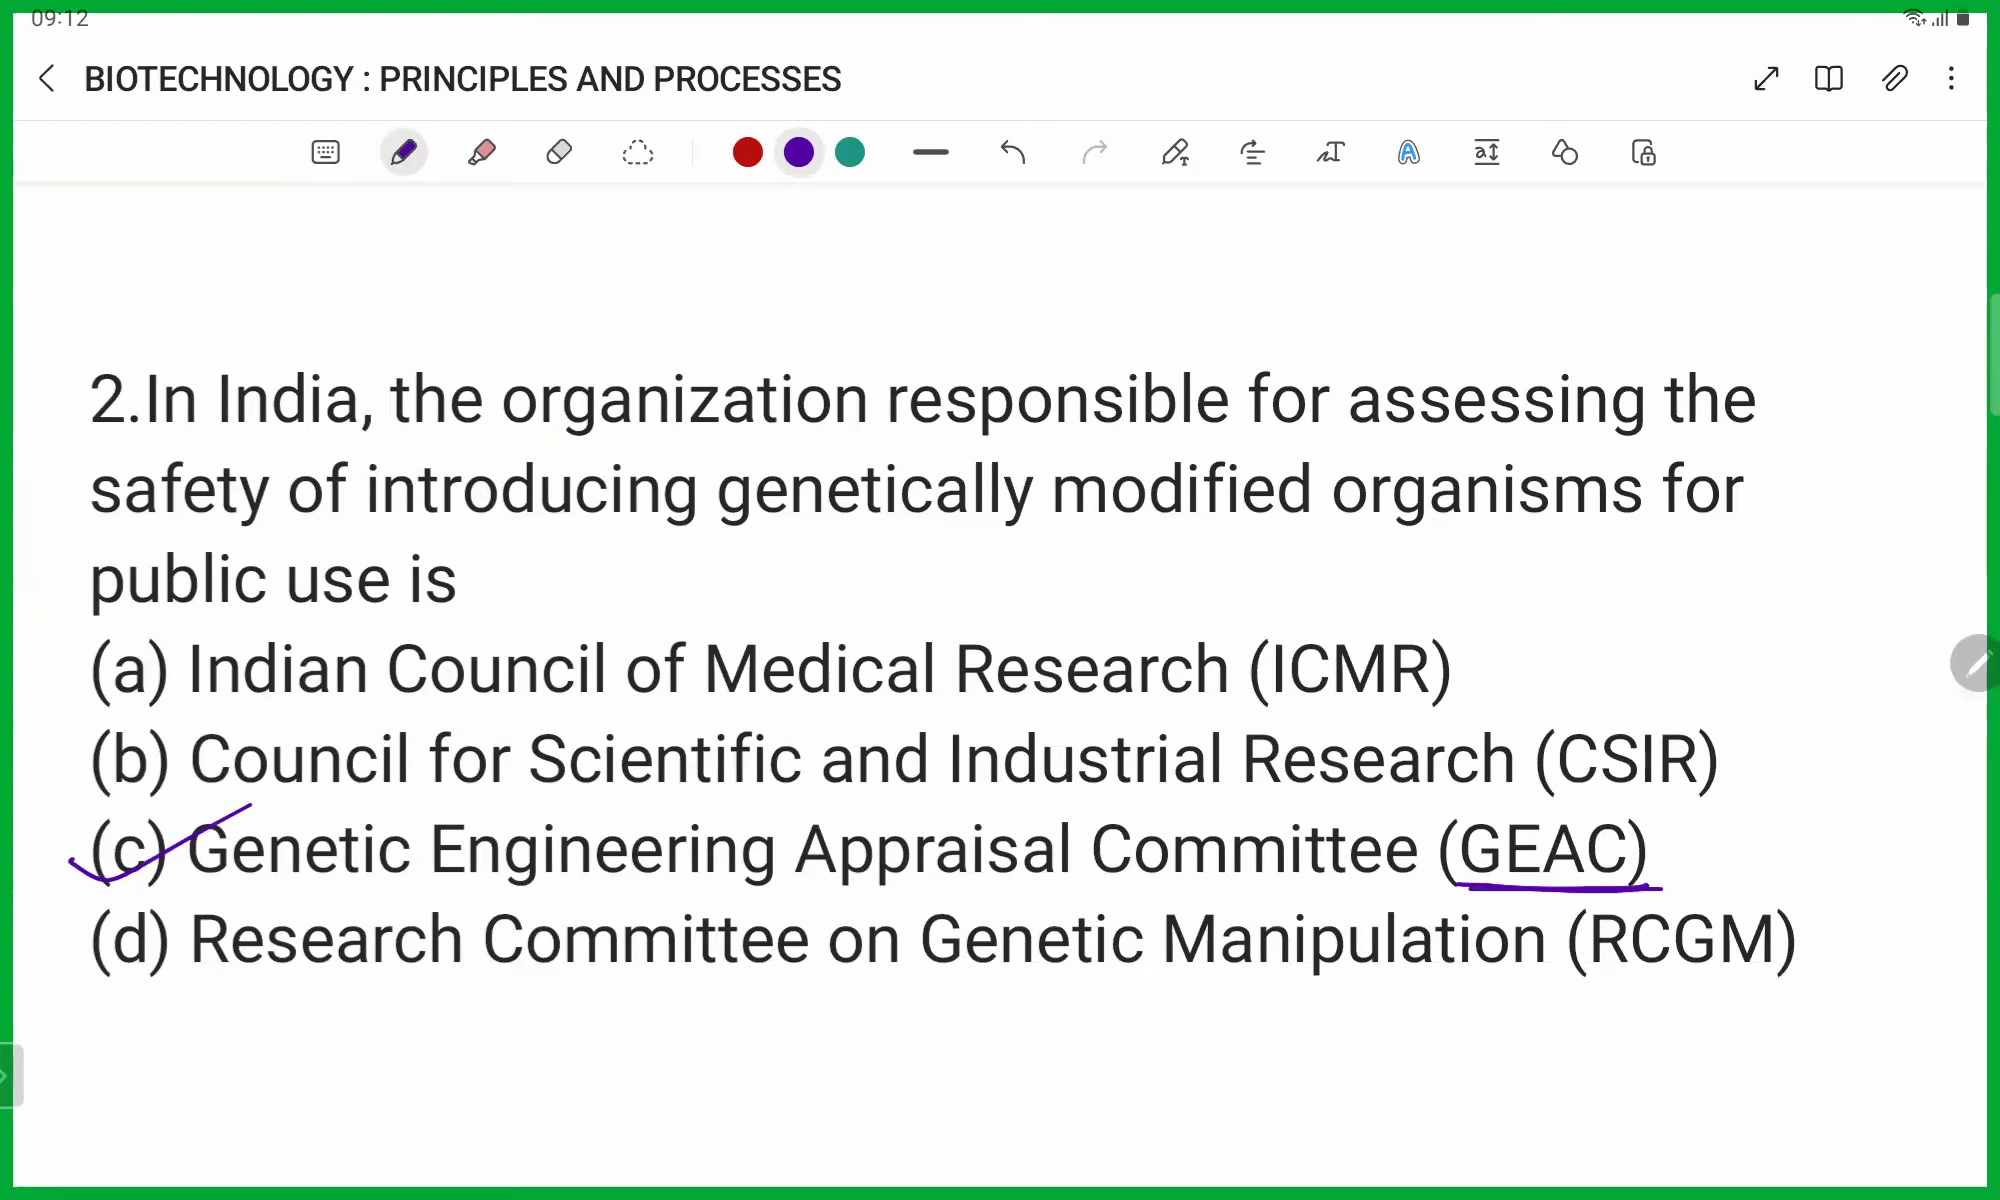 09:12
BIOTECHNOLOGY : PRINCIPLES AND PROCESSES
2.In India, the organization responsible for assessing the
safety of introducing genetically modified organisms for
public use is
(a) Indian Council of Medical Research (ICMR)
(b) Council for Scientific and Industrial Research (CSIR)
(c) Genetic Engineering Appraisal Committee (GEAC)
(d) Research Committee on Genetic Manipulation (RCGM)